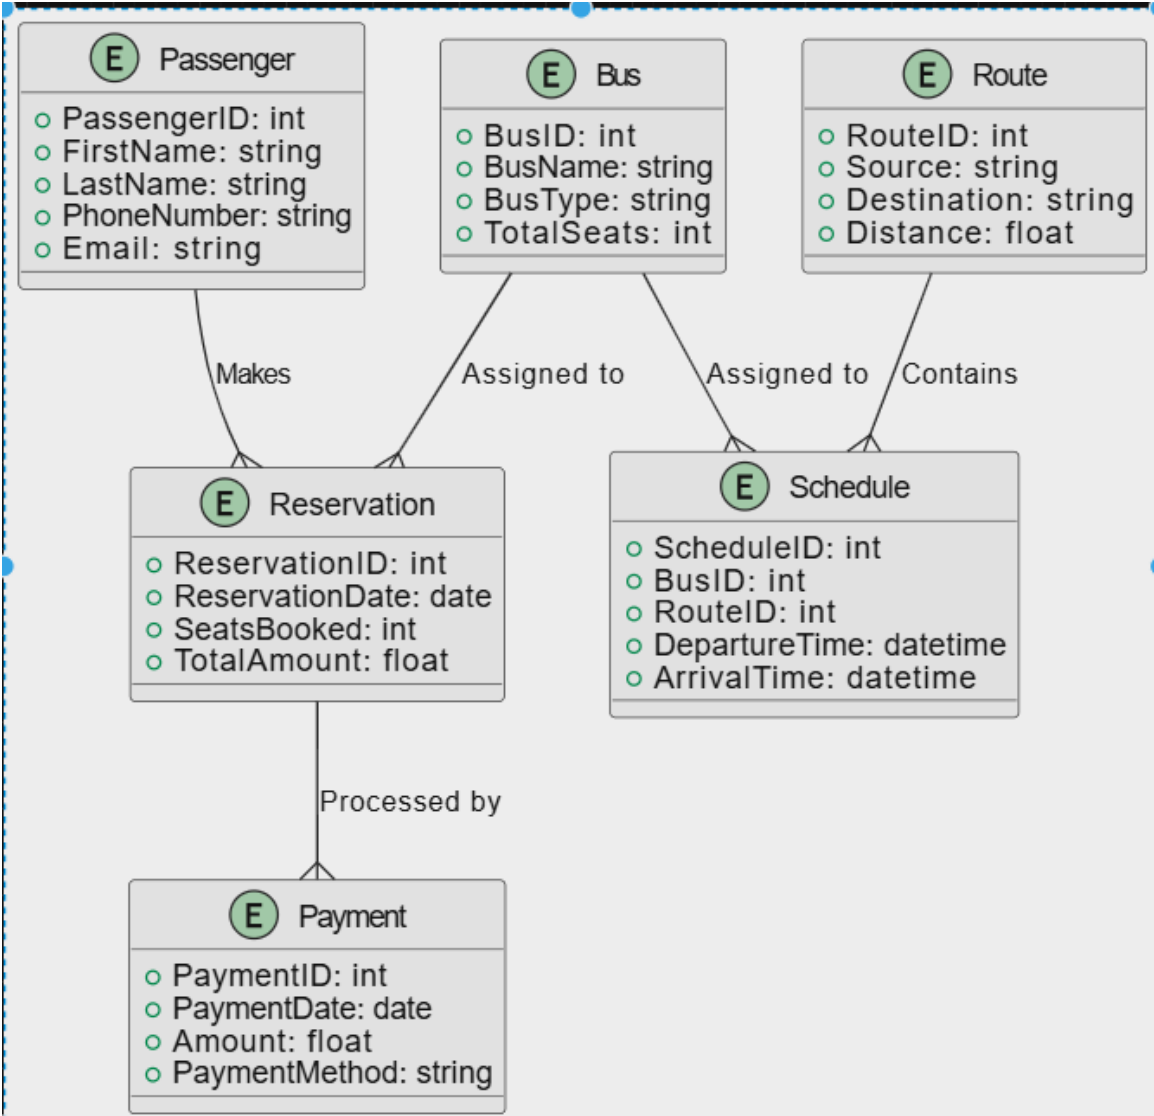 E Passenger
PassengerID: int
FirstName: string
LastName: string
PhoneNumber: string
Email: string
E Bus
BusID: int
BusName: string
BusType: string
TotalSeats: int
E Route
RouteID: int
Source: string
Destination: string
Distance: float
Makes
Assigned to
Assigned to
Contains
E Reservation
ReservationID: int
ReservationDate: date
SeatsBooked: int
TotalAmount: float
E Schedule
ScheduleID: int
BusID: int
RouteID: int
DepartureTime: datetime
ArrivalTime: datetime
Processed by
E Payment
PaymentID: int
PaymentDate: date
Amount: float
PaymentMethod: string